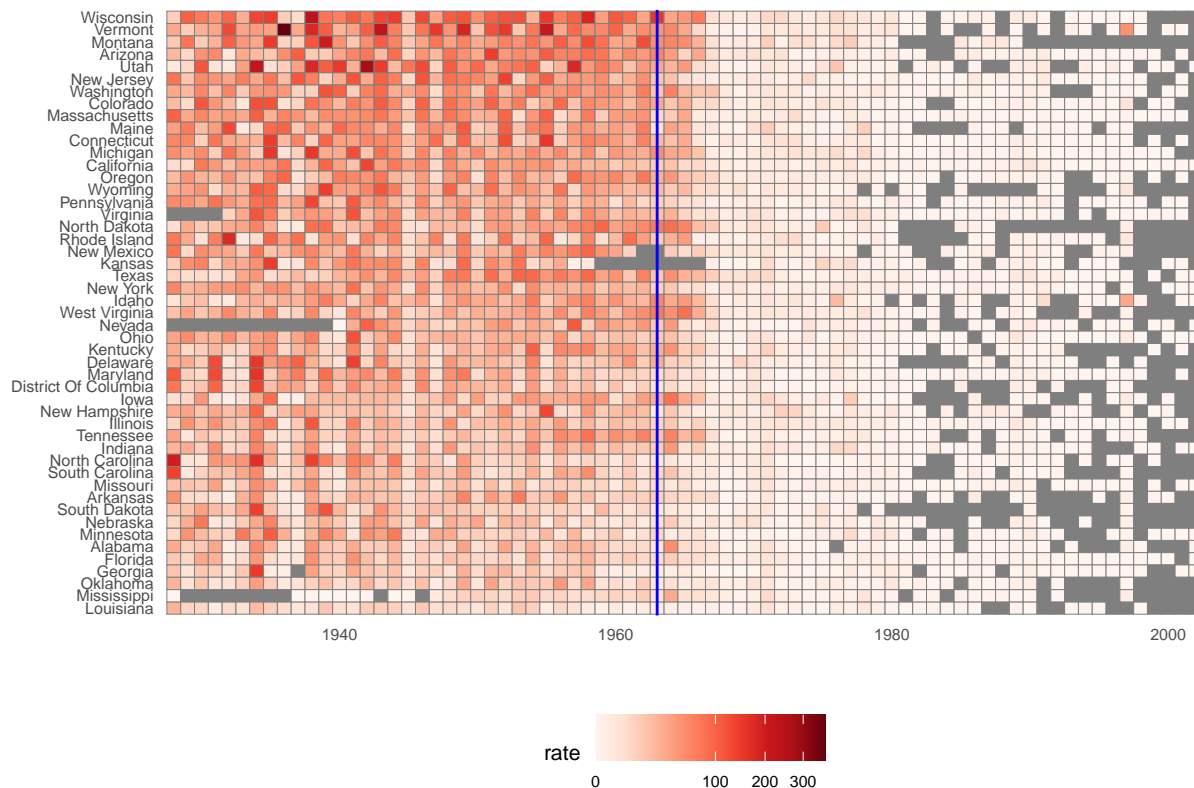 Wisconsin
Vermont
Montana
Arizona
Utah
New Jersey
Washington
Colorado
Massachusetts
Maine
Connecticut
Michigan
California
Oregon
Wyoming
Pennsylvania
Virginia
North Dakota
Rhode Island
New Mexico
Kansas
Texas
New York
Idaho
West Virginia
Nevada
Ohio
Kentucky
Delaware
Maryland
District Of Columbia
Iowa
New Hampshire
Illinois
Tennessee
Indiana
North Carolina
South Carolina
Missouri
Arkansas
South Dakota
Nebraska
Minnesota
Alabama
Florida
Georgia
Oklahoma
Mississippi
Louisiana
1940 1960 1980 2000
rate
0 100 200 300